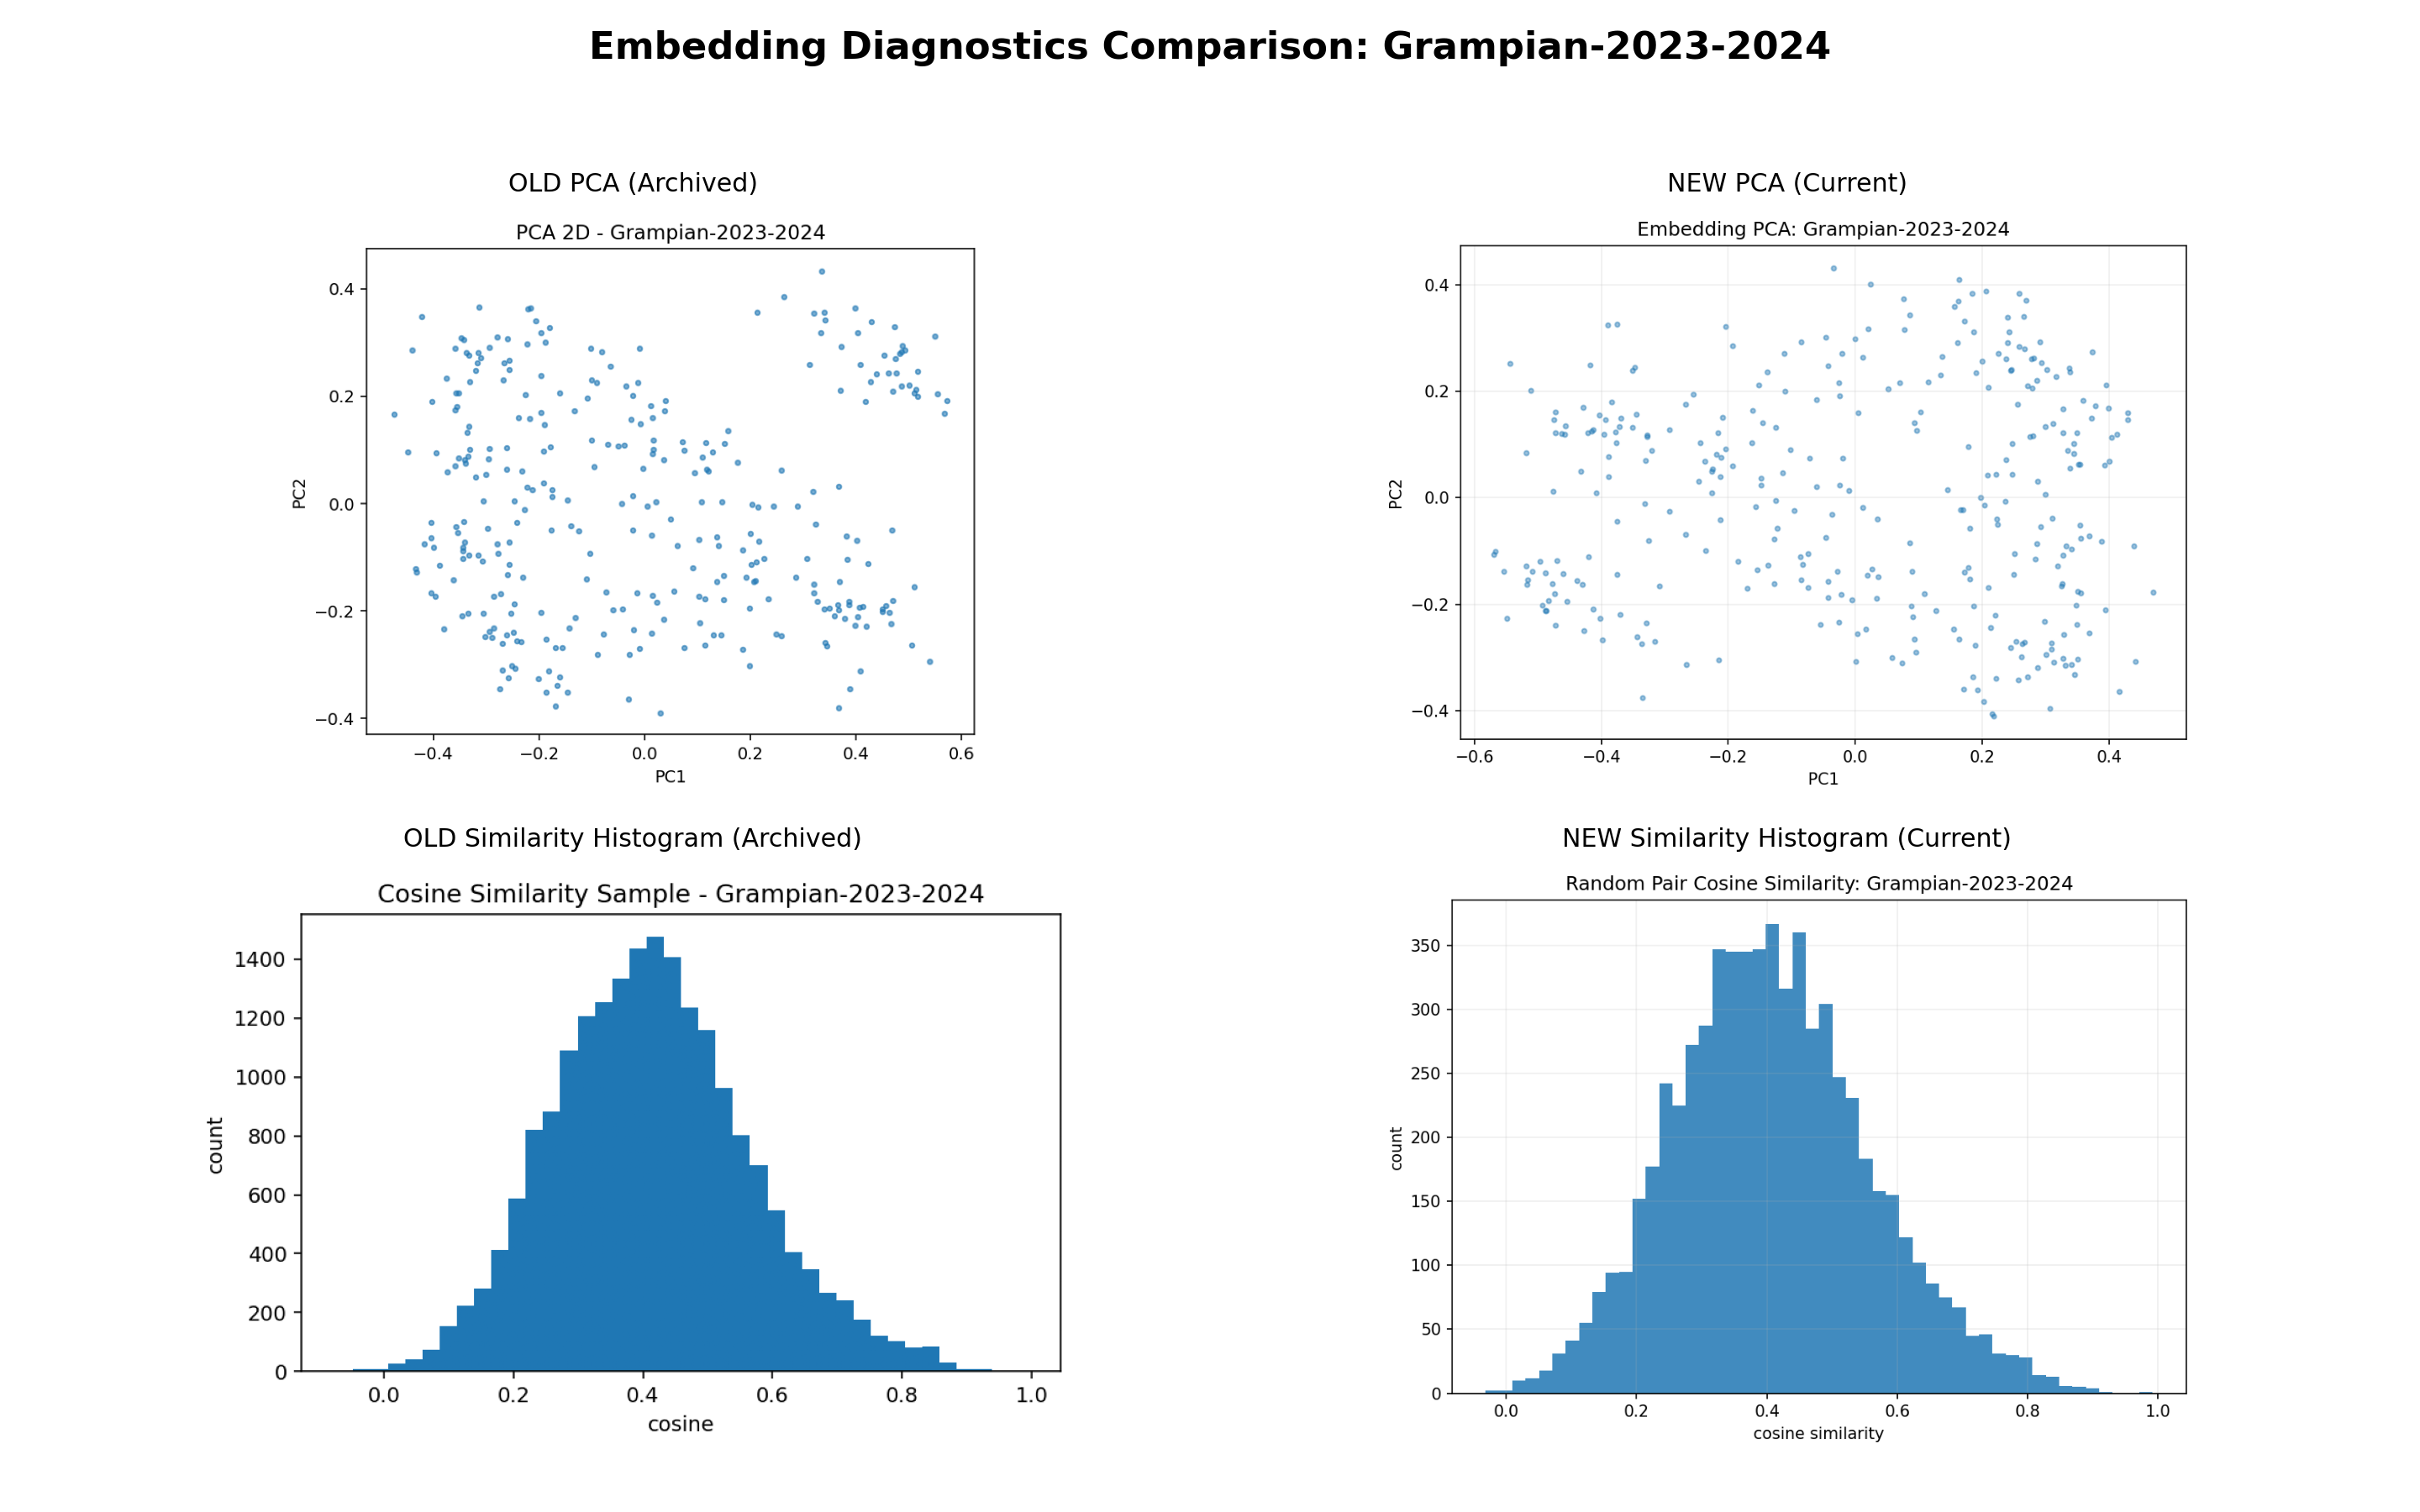 Embedding Diagnostics Comparison: Grampian-2023-2024
OLD PCA (Archived)
PCA 2D - Grampian-2023-2024
0.4
0.2
0.0
−0.2
−0.4
PC2
−0.4
−0.2
0.0
0.2
0.4
0.6
PC1
NEW PCA (Current)
Embedding PCA: Grampian-2023-2024
0.4
0.2
0.0
−0.2
−0.4
PC2
−0.6
−0.4
−0.2
0.0
0.2
0.4
PC1
OLD Similarity Histogram (Archived)
Cosine Similarity Sample - Grampian-2023-2024
1400
1200
1000
800
600
400
200
0
count
0.0
0.2
0.4
0.6
0.8
1.0
cosine
NEW Similarity Histogram (Current)
Random Pair Cosine Similarity: Grampian-2023-2024
350
300
250
200
150
100
50
0
count
0.0
0.2
0.4
0.6
0.8
1.0
cosine similarity